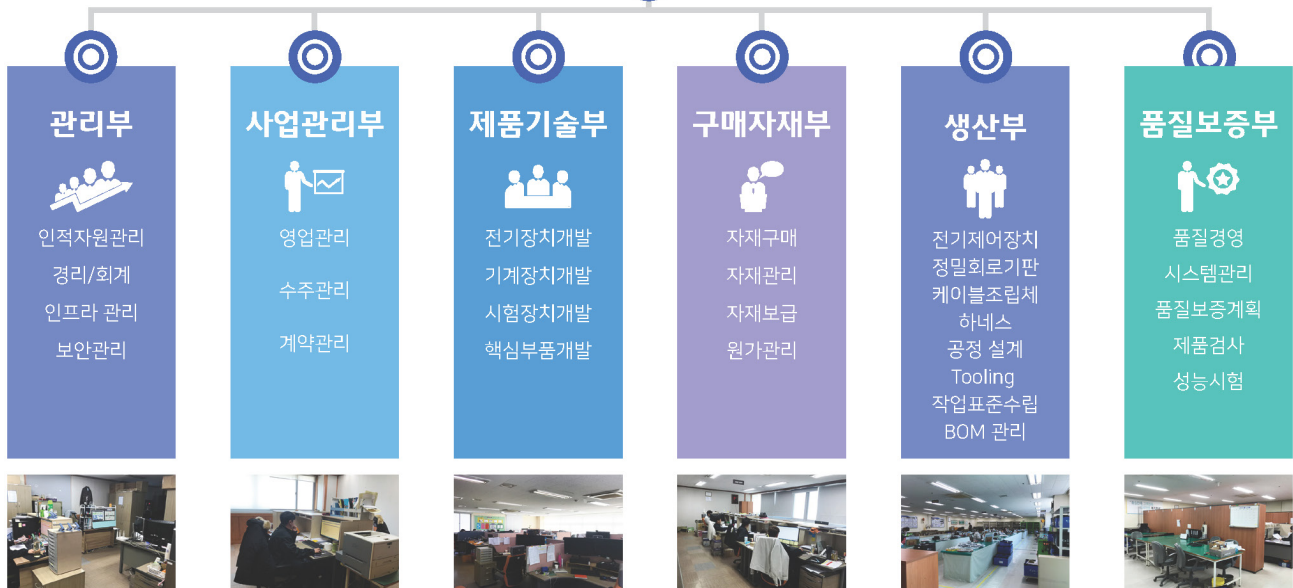 관리부
인적자원관리
경리/회계
인프라 관리
보안관리
사업관리부
영업관리
수주관리
계약관리
제품기술부
전기장치개발
기계장치개발
시험장치개발
핵심부품개발
구매자재부
자재구매
자재관리
자재보급
원가관리
생산부
전기제어장치
정밀회로기판
케이블조립체
하네스
공정 설계
Tooling
작업표준수립
BOM 관리
품질보증부
품질경영
시스템관리
품질보증계획
제품검사
성능시험